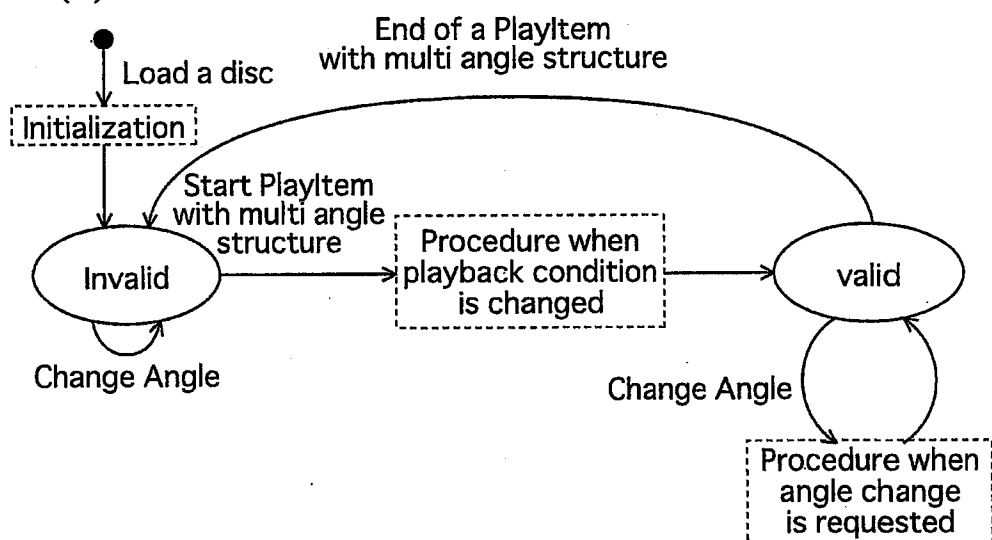 End of a PlayItem
with multi angle structure
Load a disc
Initialization
Start PlayItem
with multi angle
structure
Invalid
Procedure when
playback condition
is changed
valid
Change Angle
Change Angle
Procedure when
angle change
is requested